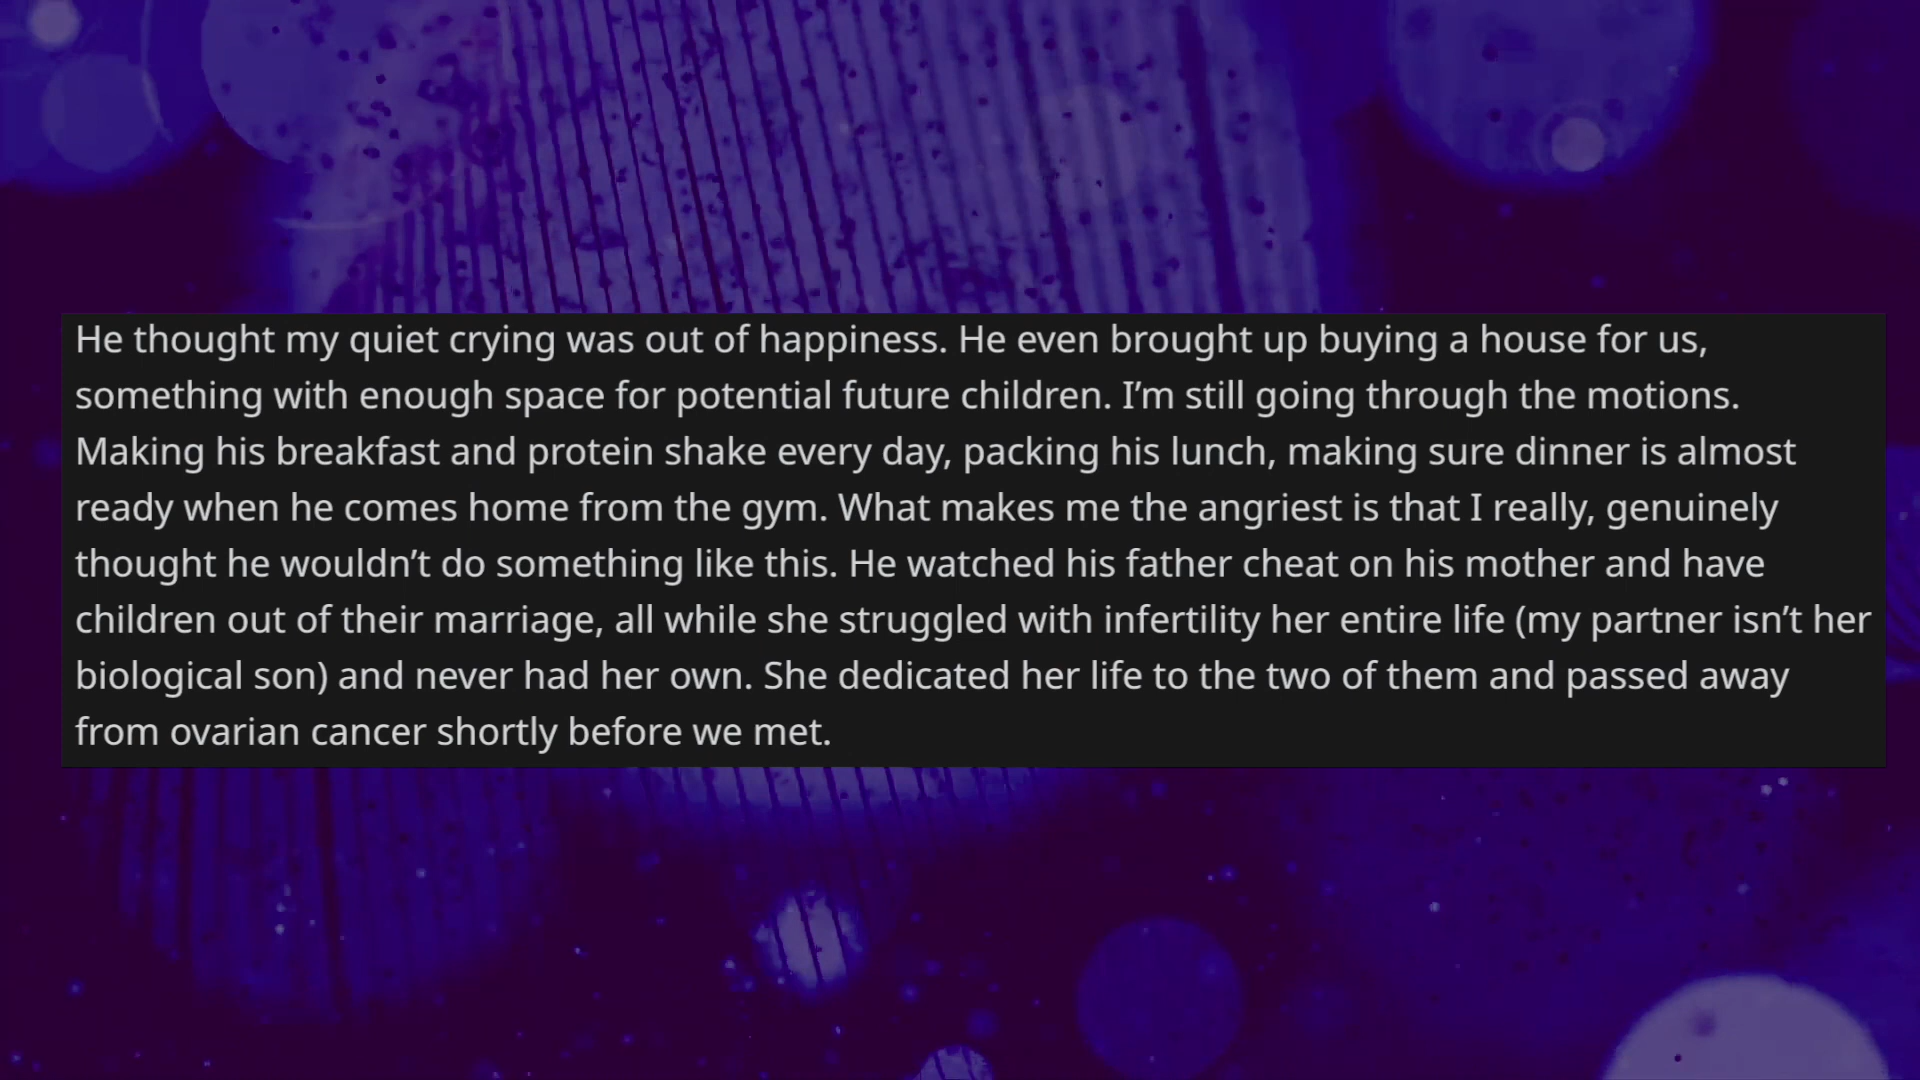 He thought my quiet crying was out of happiness. He even brought up buying a house for us,
something with enough space for potential future children. I’m still going through the motions.
Making his breakfast and protein shake every day, packing his lunch, making sure dinner is almost
ready when he comes home from the gym. What makes me the angriest is that I really, genuinely
thought he wouldn’t do something like this. He watched his father cheat on his mother and have
children out of their marriage, all while she struggled with infertility her entire life (my partner isn’t her
biological son) and never had her own. She dedicated her life to the two of them and passed away
from ovarian cancer shortly before we met.